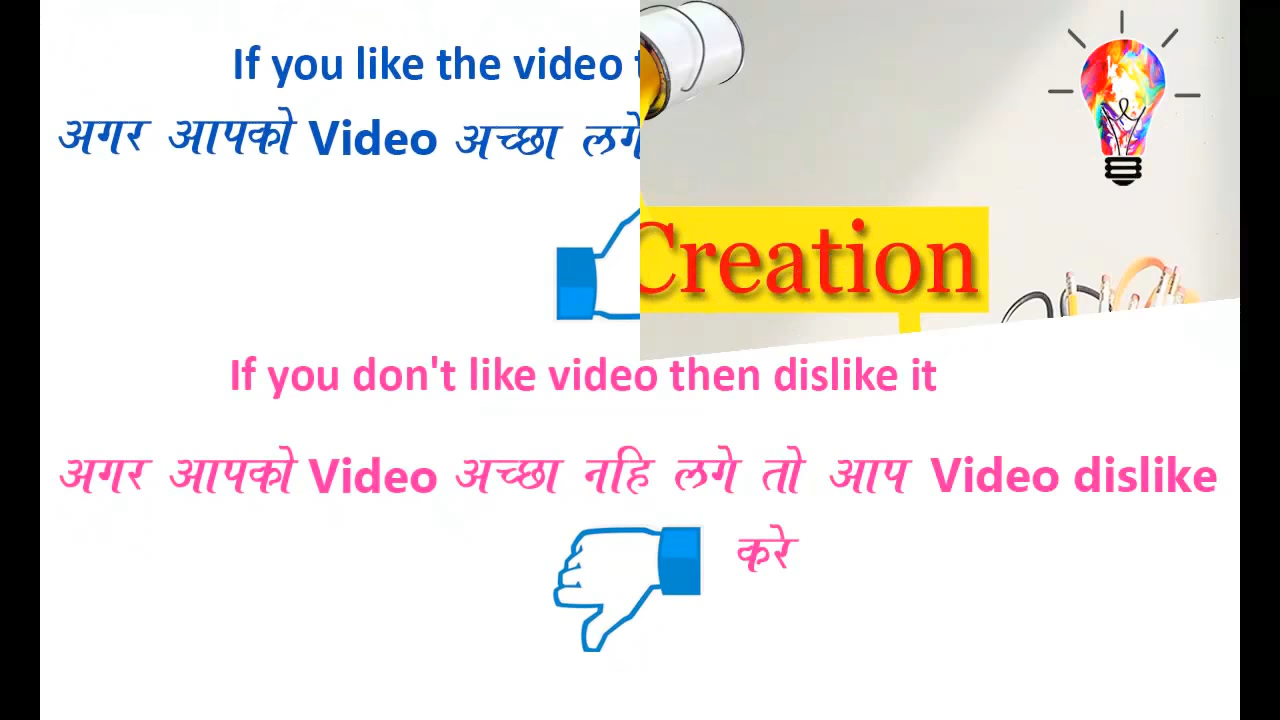 If you like the video
अगर आपको Video अच्छा लगे
Creation
If you don't like video then dislike it
अगर आपको Video अच्छा नहि लगे तो आप Video dislike
करे